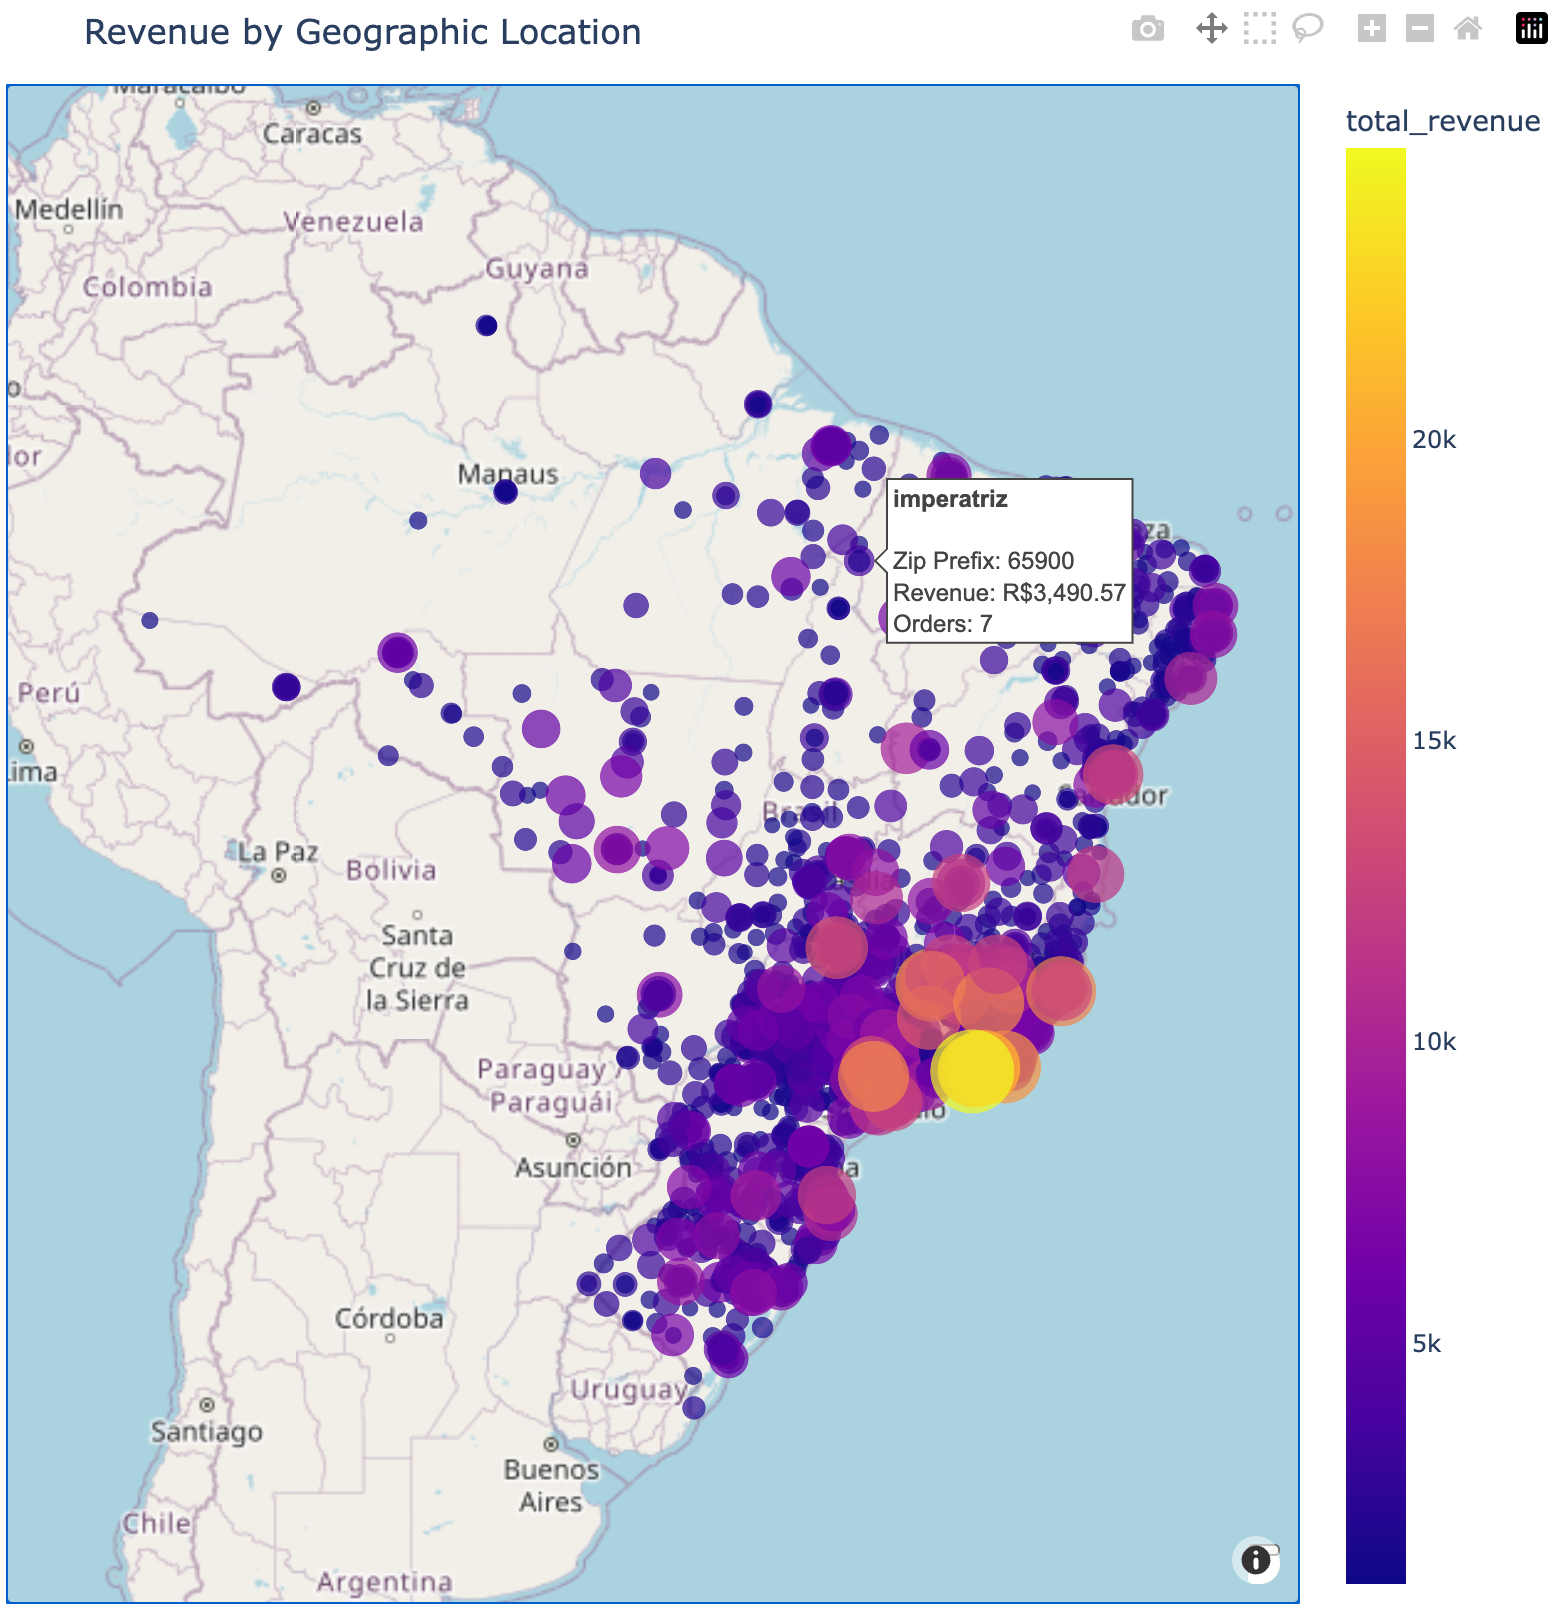 Revenue by Geographic Location
total_revenue
Maracaibo
Caracas
Medellín
Venezuela
Guyana
Colombia
20k
Manaus
imperatriz
Zip Prefix: 65900
Revenue: R$3,490.57
Orders: 7
Perú
15k
Brasil
La Paz
Bolivia
Santa
Cruz de
la Sierra
10k
Paraguay /
Paraguái
Asunción
Córdoba
5k
Uruguay
Santiago
Buenos
Aires
Chile
Argentina